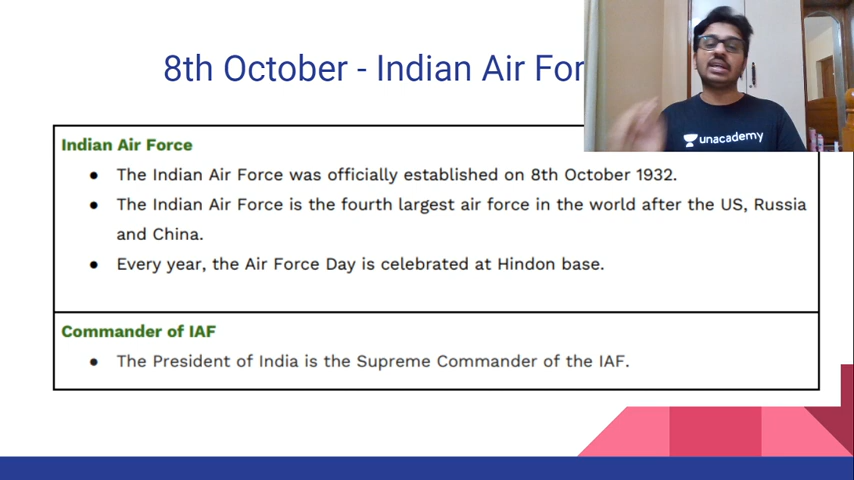 8th October - Indian Air For
unacademy
Indian Air Force
● The Indian Air Force was officially established on 8th October 1932.
● The Indian Air Force is the fourth largest air force in the world after the US, Russia
and China.
● Every year, the Air Force Day is celebrated at Hindon base.
Commander of IAF
● The President of India is the Supreme Commander of the IAF.